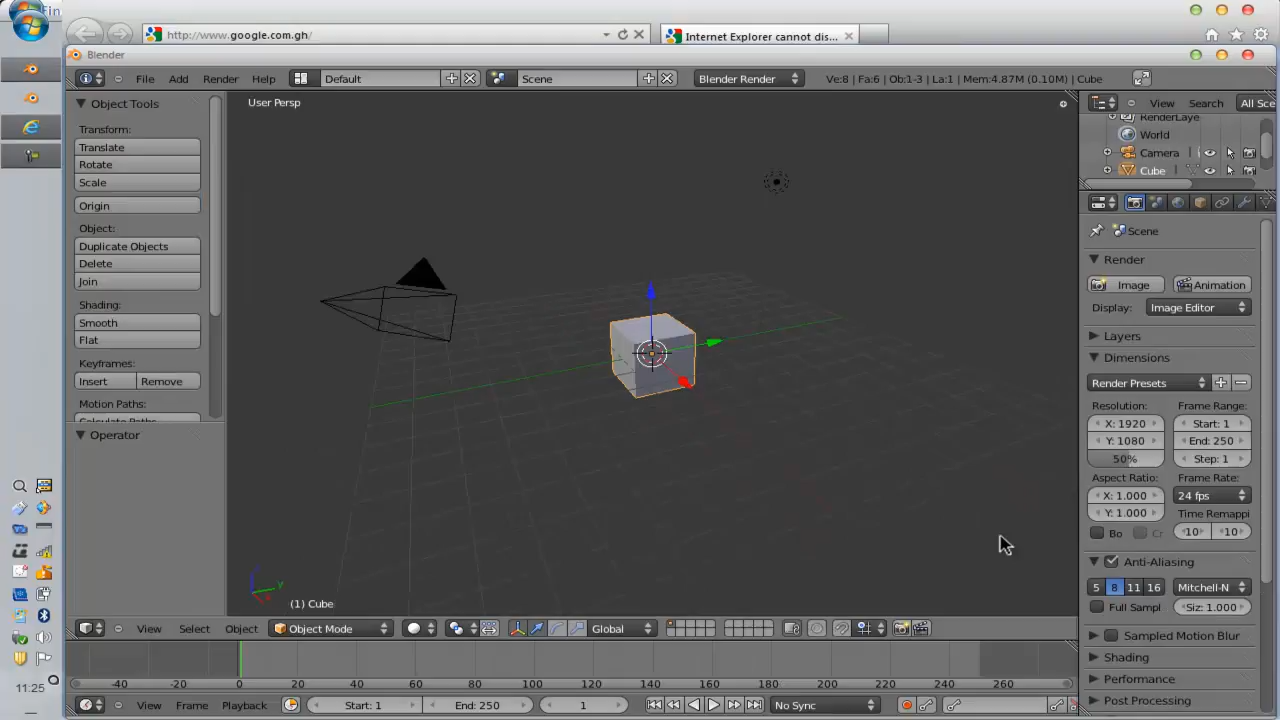 Fin
http://www.google.com.gh/
Internet Explorer cannot dis...
Blender
File Add Render Help Default Scene Blender Render Ve:8 | Fa:6 | Ob:1-3 | La:1 | Mem:4.87M (0.10M) | Cube
Object Tools
Transform:
Translate
Rotate
Scale
Origin
Object:
Duplicate Objects
Delete
Join
Shading:
Smooth
Flat
Keyframes:
Insert Remove
Motion Paths:
Operator
User Persp
y
(1) Cube
View Select Object Object Mode Global
-40 -20 0 20 40 60 80 100 120 140 160 180 200 220 240 260
View Frame Playback Start: 1 End: 250 1 No Sync
View Search All Sce
RenderLaye
World
Camera
Cube
Scene
Render
Image Animation
Display: Image Editor
Layers
Dimensions
Render Presets
Resolution: Frame Range:
X: 1920 Start: 1
Y: 1080 End: 250
50% Step: 1
Aspect Ratio: Frame Rate:
X: 1.000 24 fps
Y: 1.000 Time Remappi
Bo Cr 10 10
Anti-Aliasing
5 8 11 16 Mitchell-N
Full Sampl Siz: 1.000
Sampled Motion Blur
Shading
Performance
Post Processing
11:25